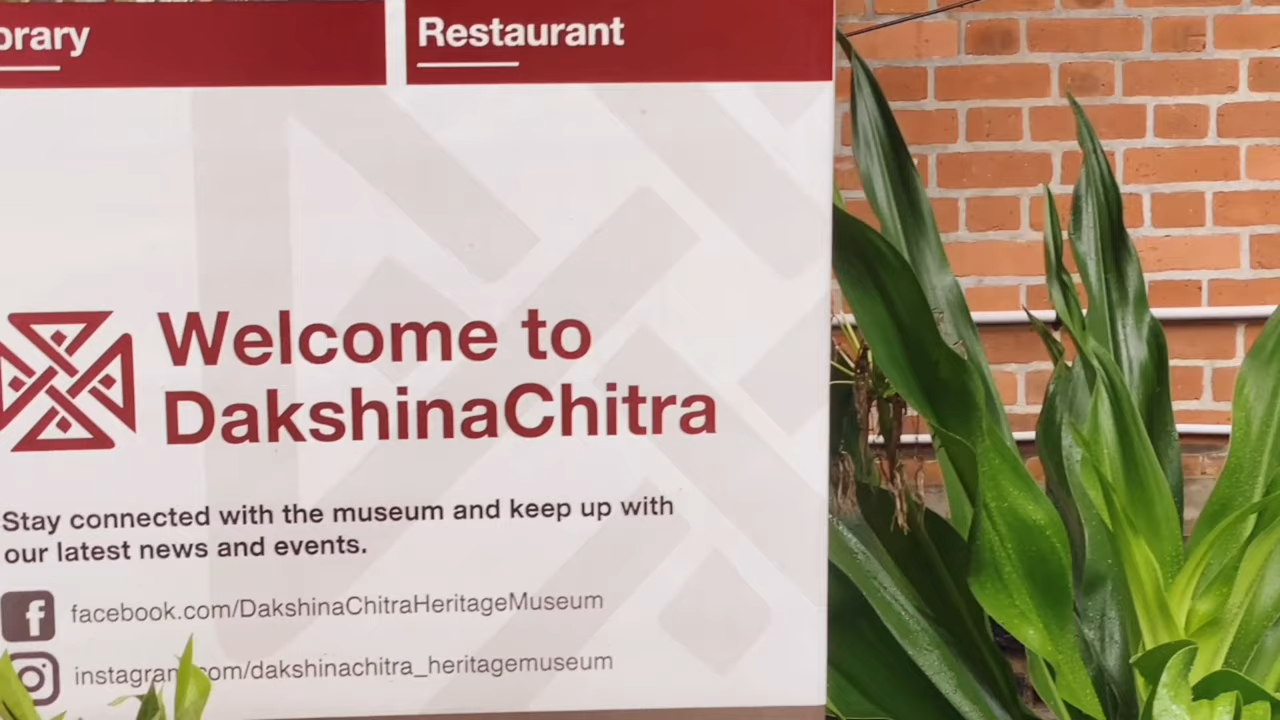 Restaurant
Welcome to
DakshinaChitra
Stay connected with the museum and keep up with
our latest news and events.
facebook.com/DakshinaChitraHeritageMuseum
instagram.com/dakshinachitra_heritagemuseum